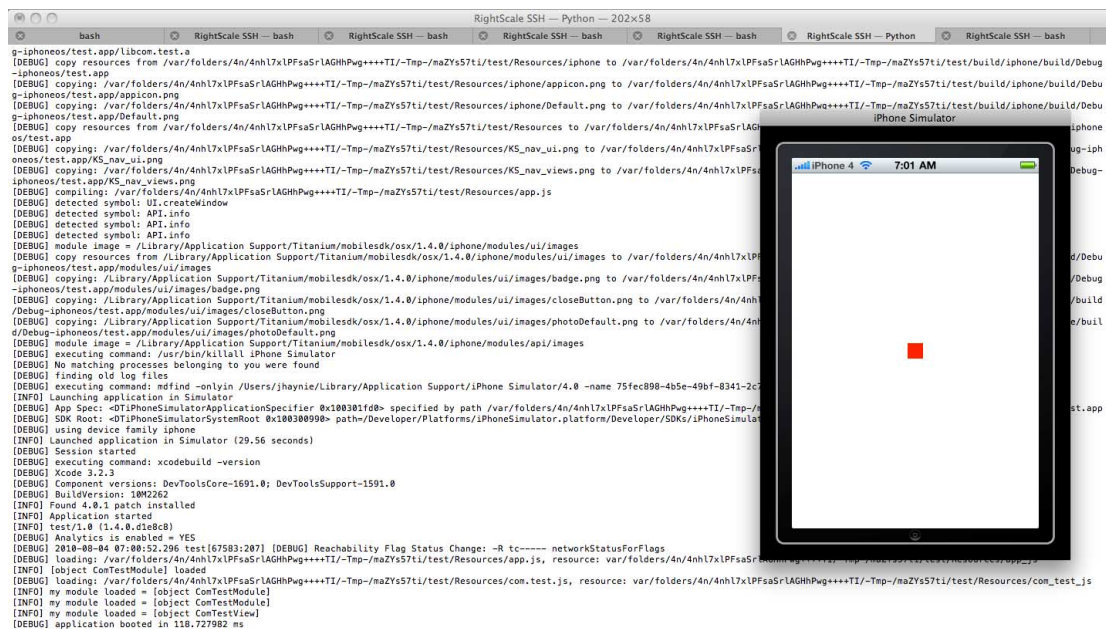 RightScale SSH — Python — 202×58
bash RightScale SSH — bash RightScale SSH — bash RightScale SSH — bash RightScale SSH — bash RightScale SSH — Python RightScale SSH — bash
g-iphoneos/test.app/libcom.test.a
[DEBUG] copy resources from /var/folders/4n/4nhl7xlPFsaSrlAGHhPwg++++TI/-Tmp-/maZYs57ti/test/Resources/iphone to /var/folders/4n/4nhl7xlPFsaSrlAGHhPwg++++TI/-Tmp-/maZYs57ti/test/build/iphone/build/Debug
-iphoneos/test.app
[DEBUG] copying: /var/folders/4n/4nhl7xlPFsaSrlAGHhPwg++++TI/-Tmp-/maZYs57ti/test/Resources/iphone/appicon.png to /var/folders/4n/4nhl7xlPFsaSrlAGHhPwg++++TI/-Tmp-/maZYs57ti/test/build/iphone/build/Debu
g-iphoneos/test.app/appicon.png
[DEBUG] copying: /var/folders/4n/4nhl7xlPFsaSrlAGHhPwg++++TI/-Tmp-/maZYs57ti/test/Resources/iphone/Default.png to /var/folders/4n/4nhl7xlPFsaSrlAGHhPwg++++TI/-Tmp-/maZYs57ti/test/build/iphone/build/Debu
g-iphoneos/test.app/Default.png
[DEBUG] copy resources from /var/folders/4n/4nhl7xlPFsaSrlAGHhPwg++++TI/-Tmp-/maZYs57ti/test/Resources to /var/folders/4n/4nhl7xlPFsaSrlAG iphone
os/test.app
[DEBUG] copying: /var/folders/4n/4nhl7xlPFsaSrlAGHhPwg++++TI/-Tmp-/maZYs57ti/test/Resources/KS_nav_ui.png to /var/folders/4n/4nhl7xlPFsaSrl ug-iph
oneos/test.app/KS_nav_ui.png
[DEBUG] copying: /var/folders/4n/4nhl7xlPFsaSrlAGHhPwg++++TI/-Tmp-/maZYs57ti/test/Resources/KS_nav_views.png to /var/folders/4n/4nhl7xlPFsa Debug-
iphoneos/test.app/KS_nav_views.png
[DEBUG] compiling: /var/folders/4n/4nhl7xlPFsaSrlAGHhPwg++++TI/-Tmp-/maZYs57ti/test/Resources/app.js
[DEBUG] detected symbol: UI.createWindow
[DEBUG] detected symbol: API.info
[DEBUG] detected symbol: API.info
[DEBUG] module image = /Library/Application Support/Titanium/mobilesdk/osx/1.4.0/iphone/modules/ui/images
[DEBUG] copy resources from /Library/Application Support/Titanium/mobilesdk/osx/1.4.0/iphone/modules/ui/images to /var/folders/4n/4nhl7xlPF d/Debu
g-iphoneos/test.app/modules/ui/images
[DEBUG] copying: /Library/Application Support/Titanium/mobilesdk/osx/1.4.0/iphone/modules/ui/images/badge.png to /var/folders/4n/4nhl7xlPFs /Debug
-iphoneos/test.app/modules/ui/images/badge.png
[DEBUG] copying: /Library/Application Support/Titanium/mobilesdk/osx/1.4.0/iphone/modules/ui/images/closeButton.png to /var/folders/4n/4nhl /build
/Debug-iphoneos/test.app/modules/ui/images/closeButton.png
[DEBUG] copying: /Library/Application Support/Titanium/mobilesdk/osx/1.4.0/iphone/modules/ui/images/photoDefault.png to /var/folders/4n/4nh e/buil
d/Debug-iphoneos/test.app/modules/ui/images/photoDefault.png
[DEBUG] module image = /Library/Application Support/Titanium/mobilesdk/osx/1.4.0/iphone/modules/api/images
[DEBUG] executing command: /usr/bin/killall iPhone Simulator
[DEBUG] No matching processes belonging to you were found
[DEBUG] finding old log files
[DEBUG] executing command: mdfind -onlyin /Users/jhaynie/Library/Application Support/iPhone Simulator/4.0 -name 75fec898-4b5e-49bf-8341-2c7
[INFO] Launching application in Simulator
[DEBUG] App Spec: <DTiPhoneSimulatorApplicationSpecifier 0x100301fd0> specified by path /var/folders/4n/4nhl7xlPFsaSrlAGHhPwg++++TI/-Tmp-/m st.app
[DEBUG] SDK Root: <DTiPhoneSimulatorSystemRoot 0x100300990> path=/Developer/Platforms/iPhoneSimulator.platform/Developer/SDKs/iPhoneSimulat
[DEBUG] using device family iphone
[INFO] Launched application in Simulator (29.56 seconds)
[DEBUG] Session started
[DEBUG] executing command: xcodebuild -version
[DEBUG] Xcode 3.2.3
[DEBUG] Component versions: DevToolsCore-1691.0; DevToolsSupport-1591.0
[DEBUG] BuildVersion: 10M2262
[INFO] Found 4.0.1 patch installed
[INFO] Application started
[INFO] test/1.0 (1.4.0.d1e8c8)
[DEBUG] Analytics is enabled = YES
[DEBUG] 2010-08-04 07:00:52.296 test[67583:207] [DEBUG] Reachability Flag Status Change: -R tc----- networkStatusForFlags
[DEBUG] loading: /var/folders/4n/4nhl7xlPFsaSrlAGHhPwg++++TI/-Tmp-/maZYs57ti/test/Resources/app.js, resource: var/folders/4n/4nhl7xlPFsaSrlAGHhPwg++++TI/-Tmp-/maZYs57ti/test/Resources/app_js
[INFO] [object ComTestModule] loaded
[DEBUG] loading: /var/folders/4n/4nhl7xlPFsaSrlAGHhPwg++++TI/-Tmp-/maZYs57ti/test/Resources/com.test.js, resource: var/folders/4n/4nhl7xlPFsaSrlAGHhPwg++++TI/-Tmp-/maZYs57ti/test/Resources/com_test_js
[INFO] my module loaded = [object ComTestModule]
[INFO] my module loaded = [object ComTestModule]
[INFO] my module loaded = [object ComTestView]
[DEBUG] application booted in 118.727982 ms
iPhone Simulator
iPhone 4 7:01 AM